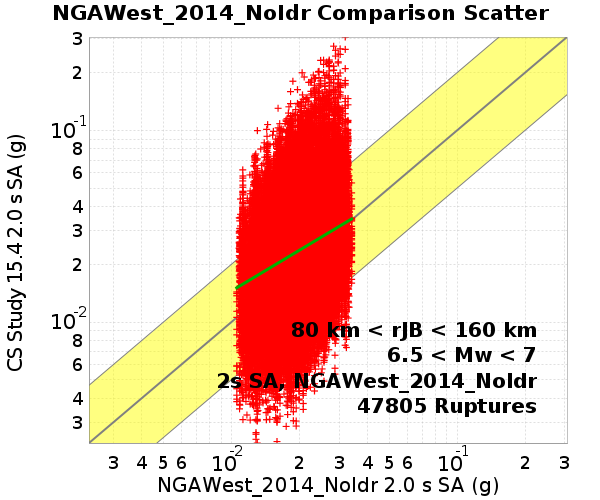 NGAWest_2014_NoIdr Comparison Scatter
3
2
10-1
8
6
4
3
2
10-2
8
6
4
3
CS Study 15.4 2.0 s SA (g)
80 km < rJB < 160 km
6.5 < Mw < 7
2s SA, NGAWest_2014_NoIdr
47805 Ruptures
3 4 5 6 10-2 2 3 4 5 6 10-1 2 3
NGAWest_2014_NoIdr 2.0 s SA (g)